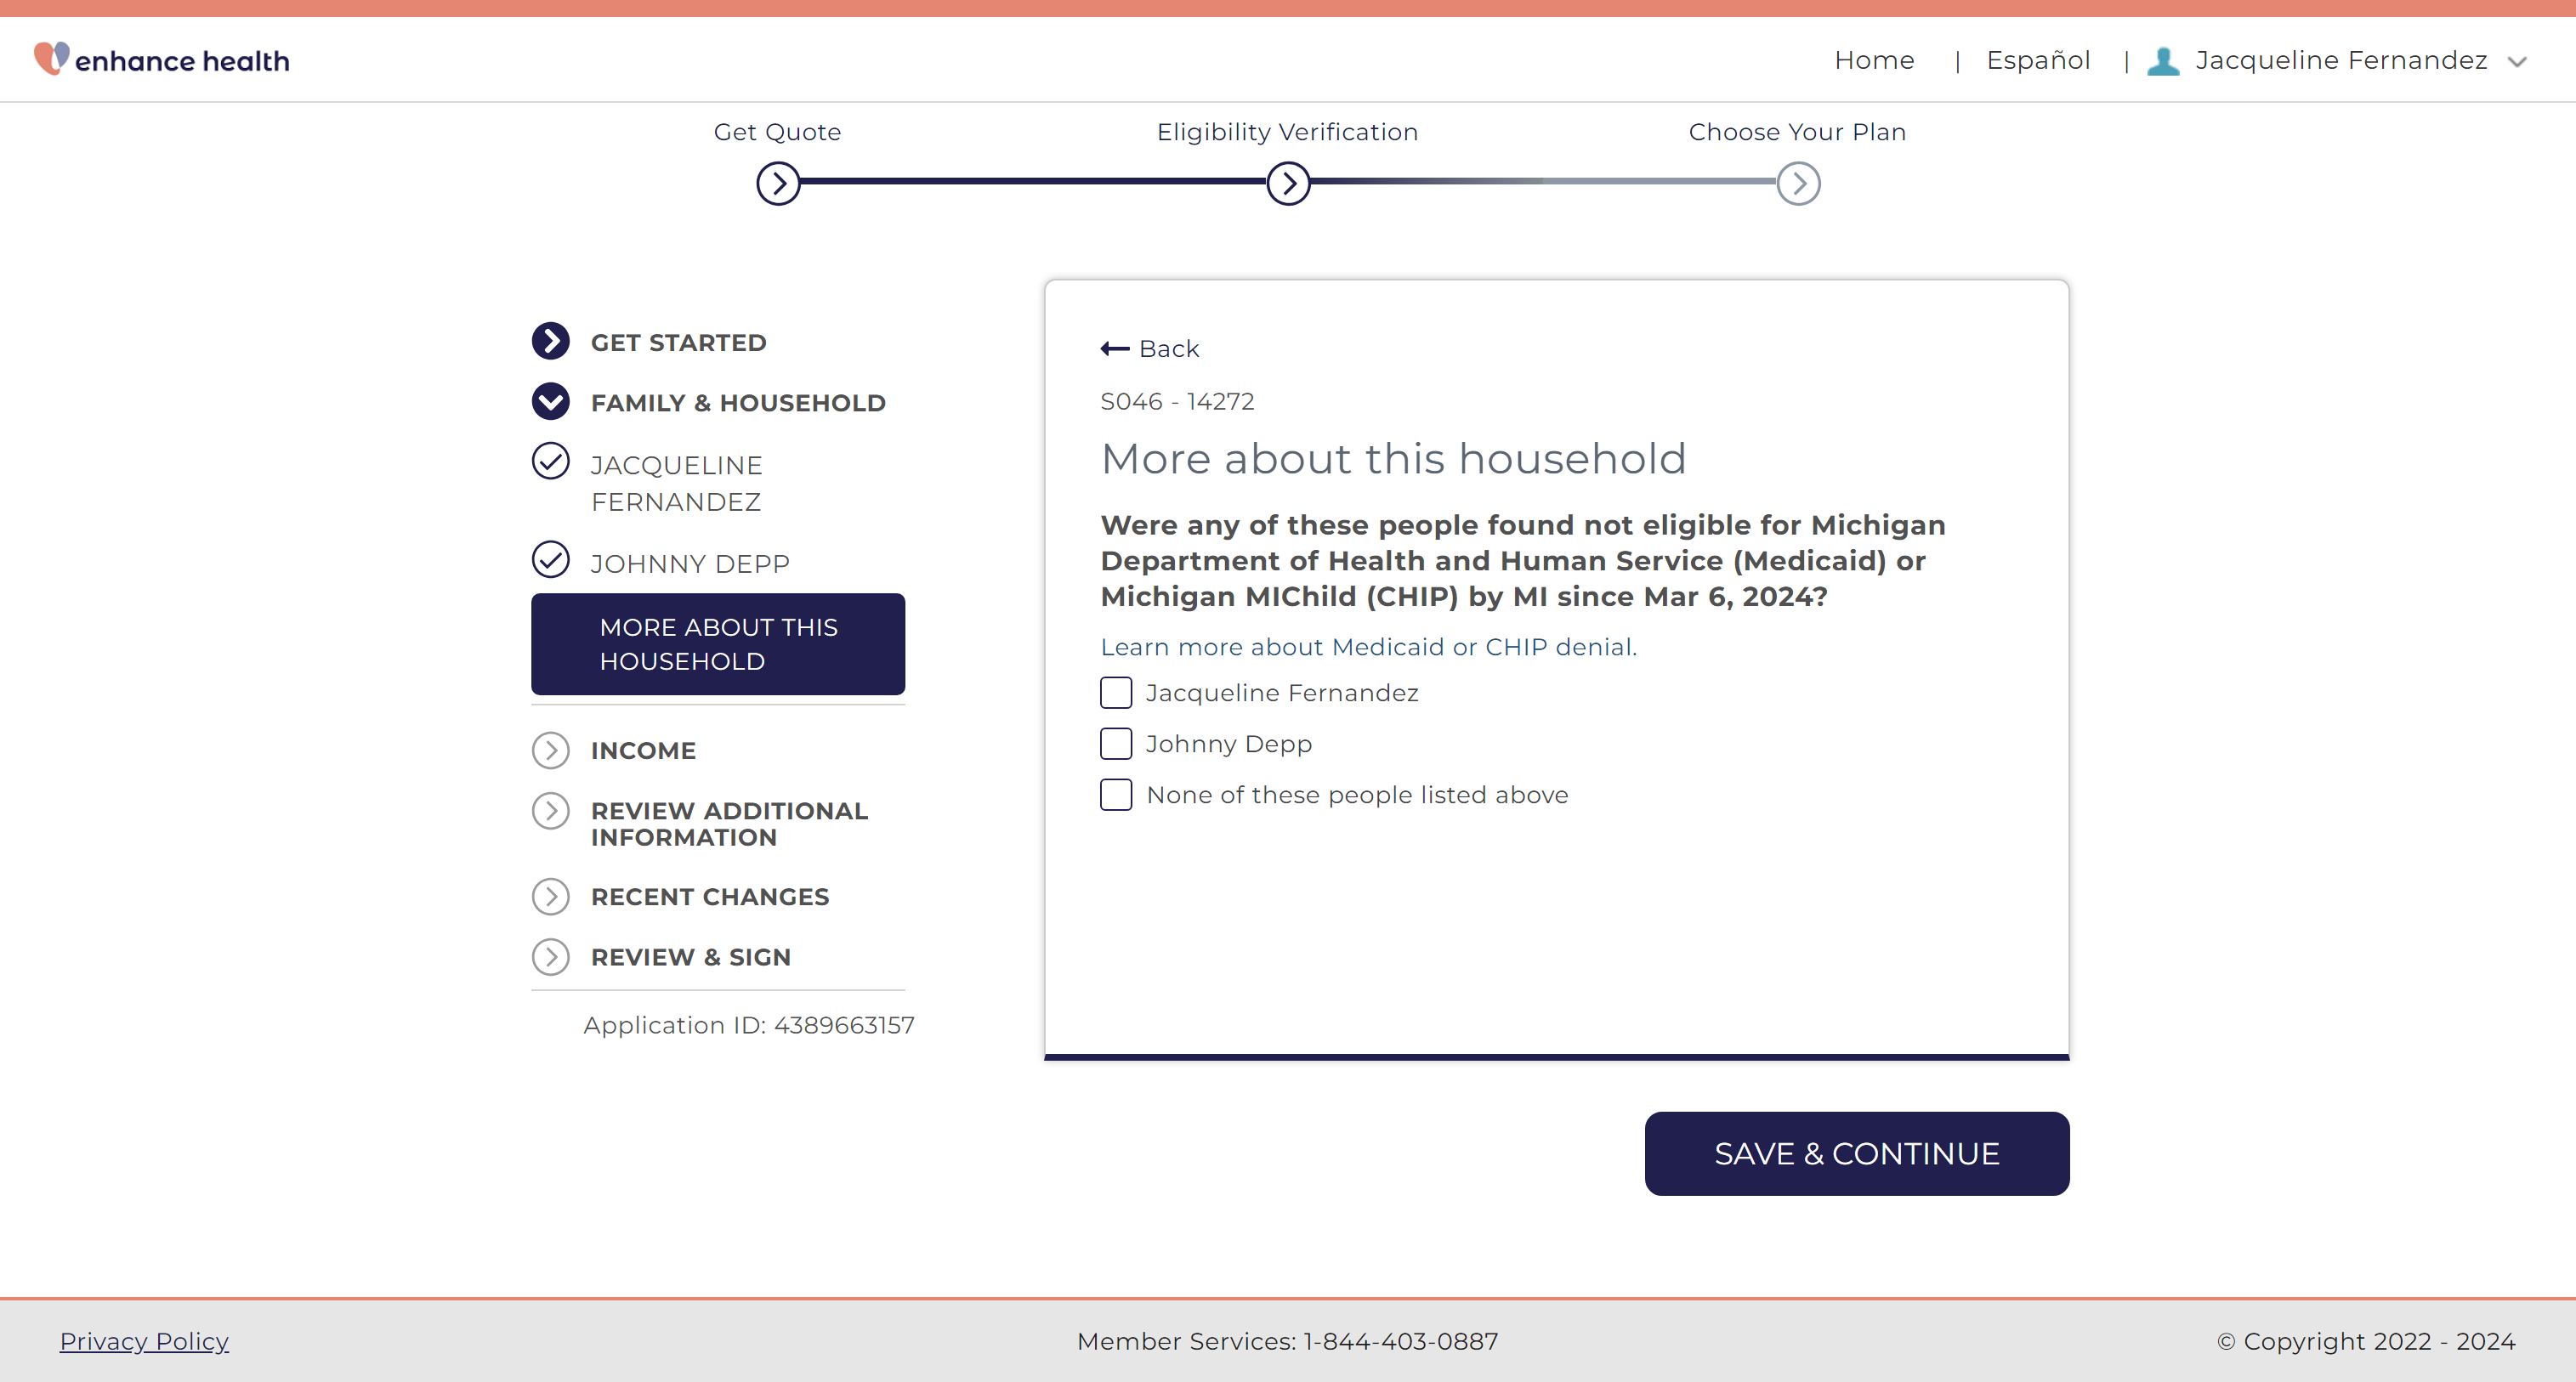 enhance health
Home | Español | Jacqueline Fernandez
Get Quote
Eligibility Verification
Choose Your Plan
GET STARTED
FAMILY & HOUSEHOLD
JACQUELINE
FERNANDEZ
JOHNNY DEPP
MORE ABOUT THIS
HOUSEHOLD
INCOME
REVIEW ADDITIONAL
INFORMATION
RECENT CHANGES
REVIEW & SIGN
Application ID: 4389663157
Back
S046 - 14272
More about this household
Were any of these people found not eligible for Michigan
Department of Health and Human Service (Medicaid) or
Michigan MIChild (CHIP) by MI since Mar 6, 2024?
Learn more about Medicaid or CHIP denial.
Jacqueline Fernandez
Johnny Depp
None of these people listed above
SAVE & CONTINUE
Privacy Policy
Member Services: 1-844-403-0887
© Copyright 2022 - 2024